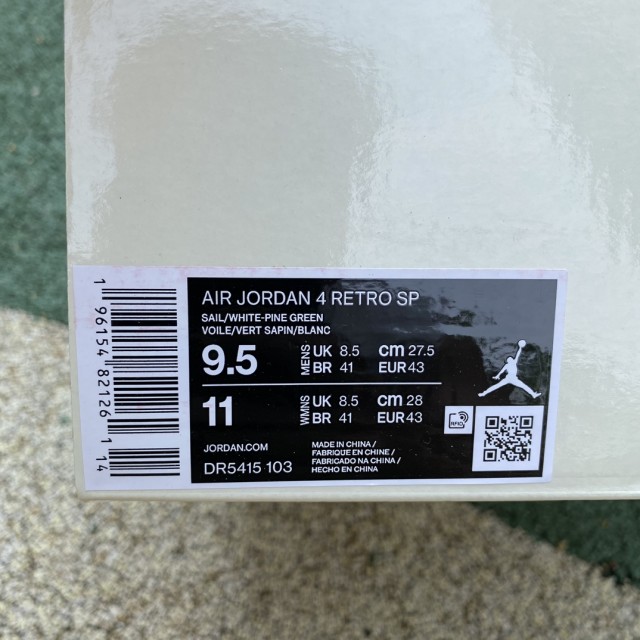 1 96154 82126 1 14
AIR JORDAN 4 RETRO SP
SAIL/WHITE-PINE GREEN
VOILE/VERT SAPIN/BLANC
9.5 MENS UK 8.5 cm 27.5
BR 41 EUR 43
11 WMNS UK 8.5 cm 28
BR 41 EUR 43
RFID
JORDAN.COM
DR5415 103
MADE IN CHINA /
FABRIQUE EN CHINE /
FABRICADO NA CHINA /
HECHO EN CHINA